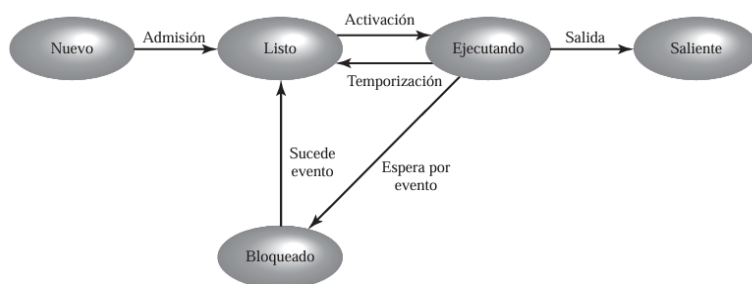 Nuevo
Admisión
Listo
Activación
Temporización
Ejecutando
Salida
Saliente
Sucede
evento
Espera por
evento
Bloqueado